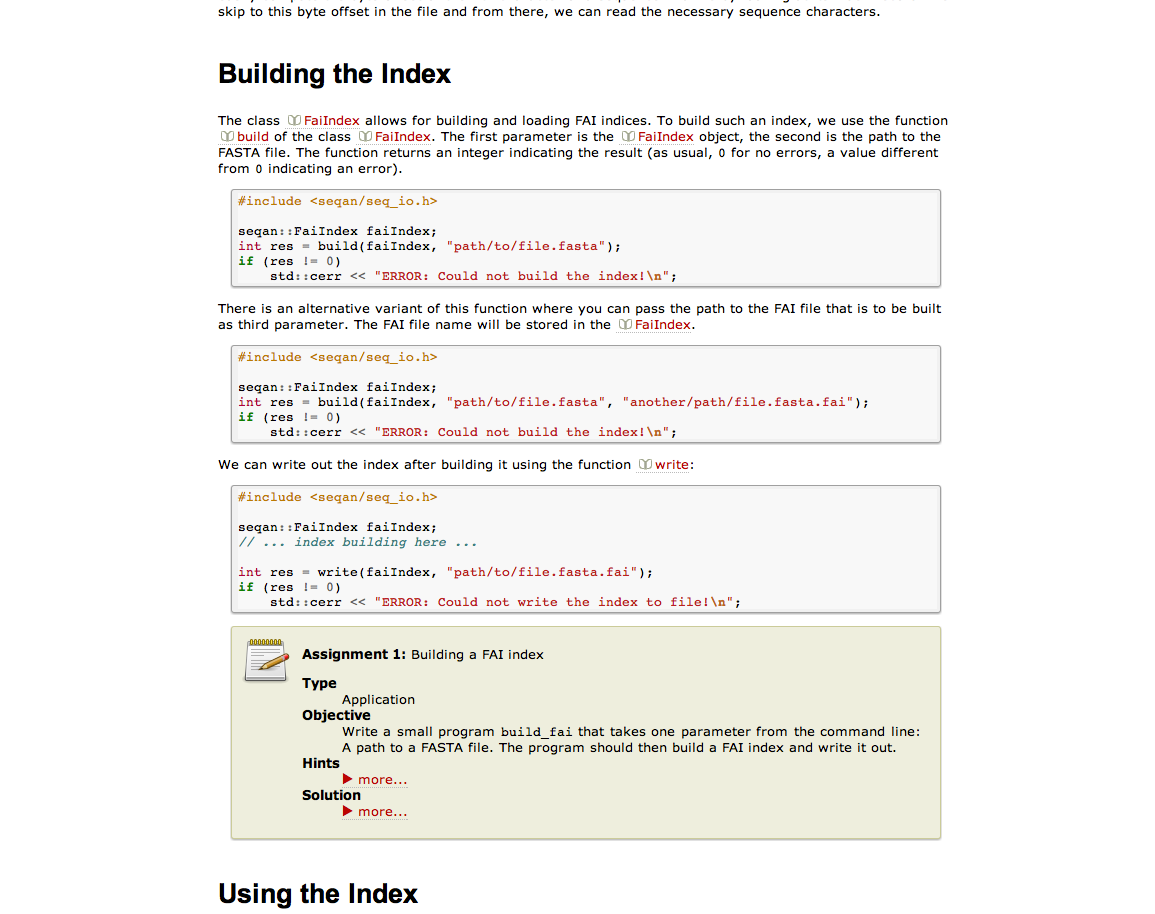 skip to this byte offset in the file and from there, we can read the necessary sequence characters.
Building the Index
The class FaiIndex allows for building and loading FAI indices. To build such an index, we use the function
build of the class FaiIndex. The first parameter is the FaiIndex object, the second is the path to the
FASTA file. The function returns an integer indicating the result (as usual, 0 for no errors, a value different
from 0 indicating an error).
#include <seqan/seq_io.h>
seqan::FaiIndex faiIndex;
int res = build(faiIndex, "path/to/file.fasta");
if (res != 0)
    std::cerr << "ERROR: Could not build the index!\n";
There is an alternative variant of this function where you can pass the path to the FAI file that is to be built
as third parameter. The FAI file name will be stored in the FaiIndex.
#include <seqan/seq_io.h>
seqan::FaiIndex faiIndex;
int res = build(faiIndex, "path/to/file.fasta", "another/path/file.fasta.fai");
if (res != 0)
    std::cerr << "ERROR: Could not build the index!\n";
We can write out the index after building it using the function write:
#include <seqan/seq_io.h>
seqan::FaiIndex faiIndex;
// ... index building here ...
int res = write(faiIndex, "path/to/file.fasta.fai");
if (res != 0)
    std::cerr << "ERROR: Could not write the index to file!\n";
Assignment 1: Building a FAI index
Type
Application
Objective
Write a small program build_fai that takes one parameter from the command line:
A path to a FASTA file. The program should then build a FAI index and write it out.
Hints
more...
Solution
more...
Using the Index